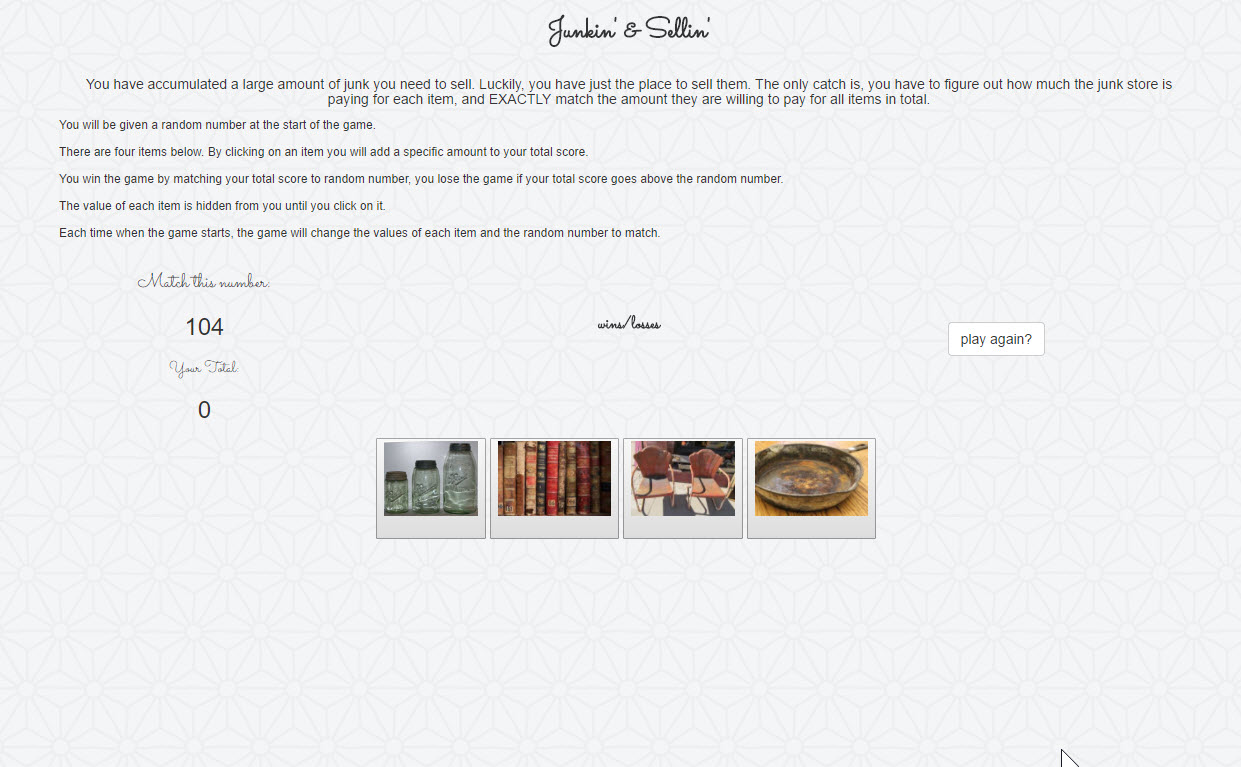 Junkin' & Sellin'
You have accumulated a large amount of junk you need to sell. Luckily, you have just the place to sell them. The only catch is, you have to figure out how much the junk store is
paying for each item, and EXACTLY match the amount they are willing to pay for all items in total.
You will be given a random number at the start of the game.
There are four items below. By clicking on an item you will add a specific amount to your total score.
You win the game by matching your total score to random number, you lose the game if your total score goes above the random number.
The value of each item is hidden from you until you click on it.
Each time when the game starts, the game will change the values of each item and the random number to match.
Match this number:
104
wins/losses
play again?
Your Total:
0